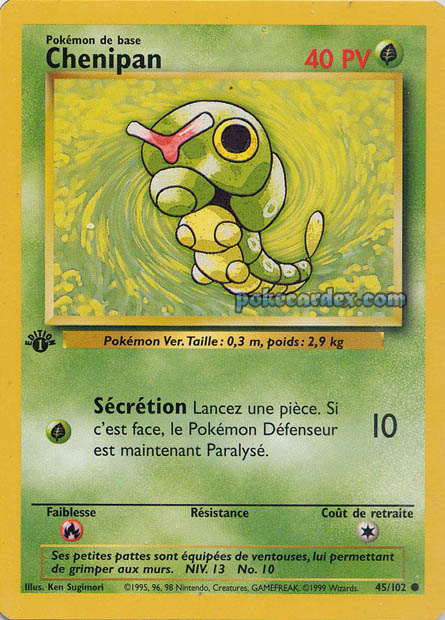 Pokémon de base
Chenipan 40 PV
pokecardex.com
EDITION 1
Pokémon Ver. Taille : 0,3 m, poids : 2,9 kg
Sécrétion Lancez une pièce. Si
c'est face, le Pokémon Défenseur
est maintenant Paralysé.
10
Faiblesse Résistance Coût de retraite
Ses petites pattes sont équipées de ventouses, lui permettant
de grimper aux murs. NIV. 13 No. 10
Illus. Ken Sugimori ©1995, 96, 98 Nintendo, Creatures, GAMEFREAK. ©1999 Wizards. 45/102